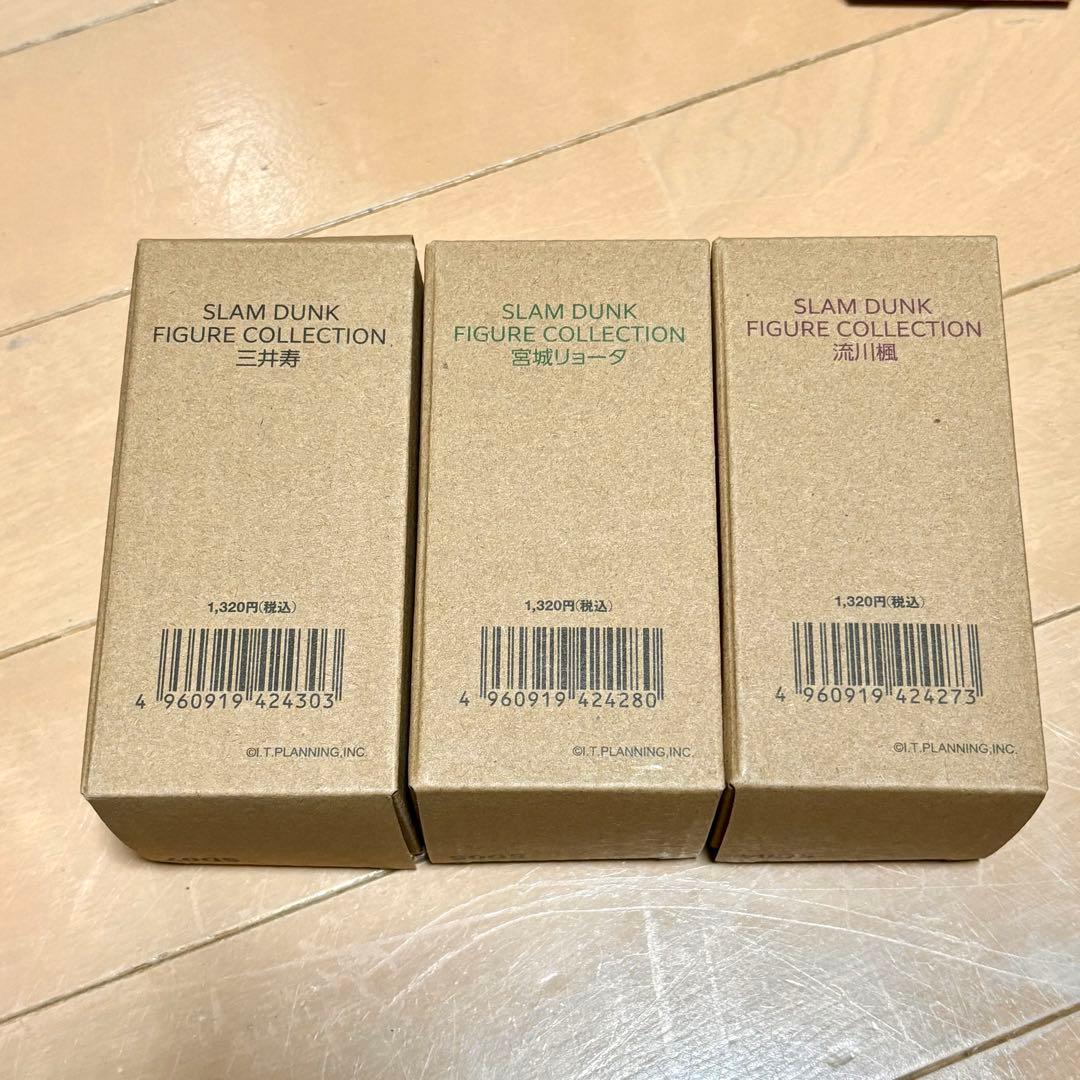 SLAM DUNK
FIGURE COLLECTION
三井寿
1,320円(税込)
4 960919 424303
©I.T.PLANNING,INC.
SLAM DUNK
FIGURE COLLECTION
宮城リョータ
1,320円(税込)
4 960919 424280
©I.T.PLANNING,INC.
SLAM DUNK
FIGURE COLLECTION
流川楓
1,320円(税込)
4 960919 424273
©I.T.PLANNING,INC.